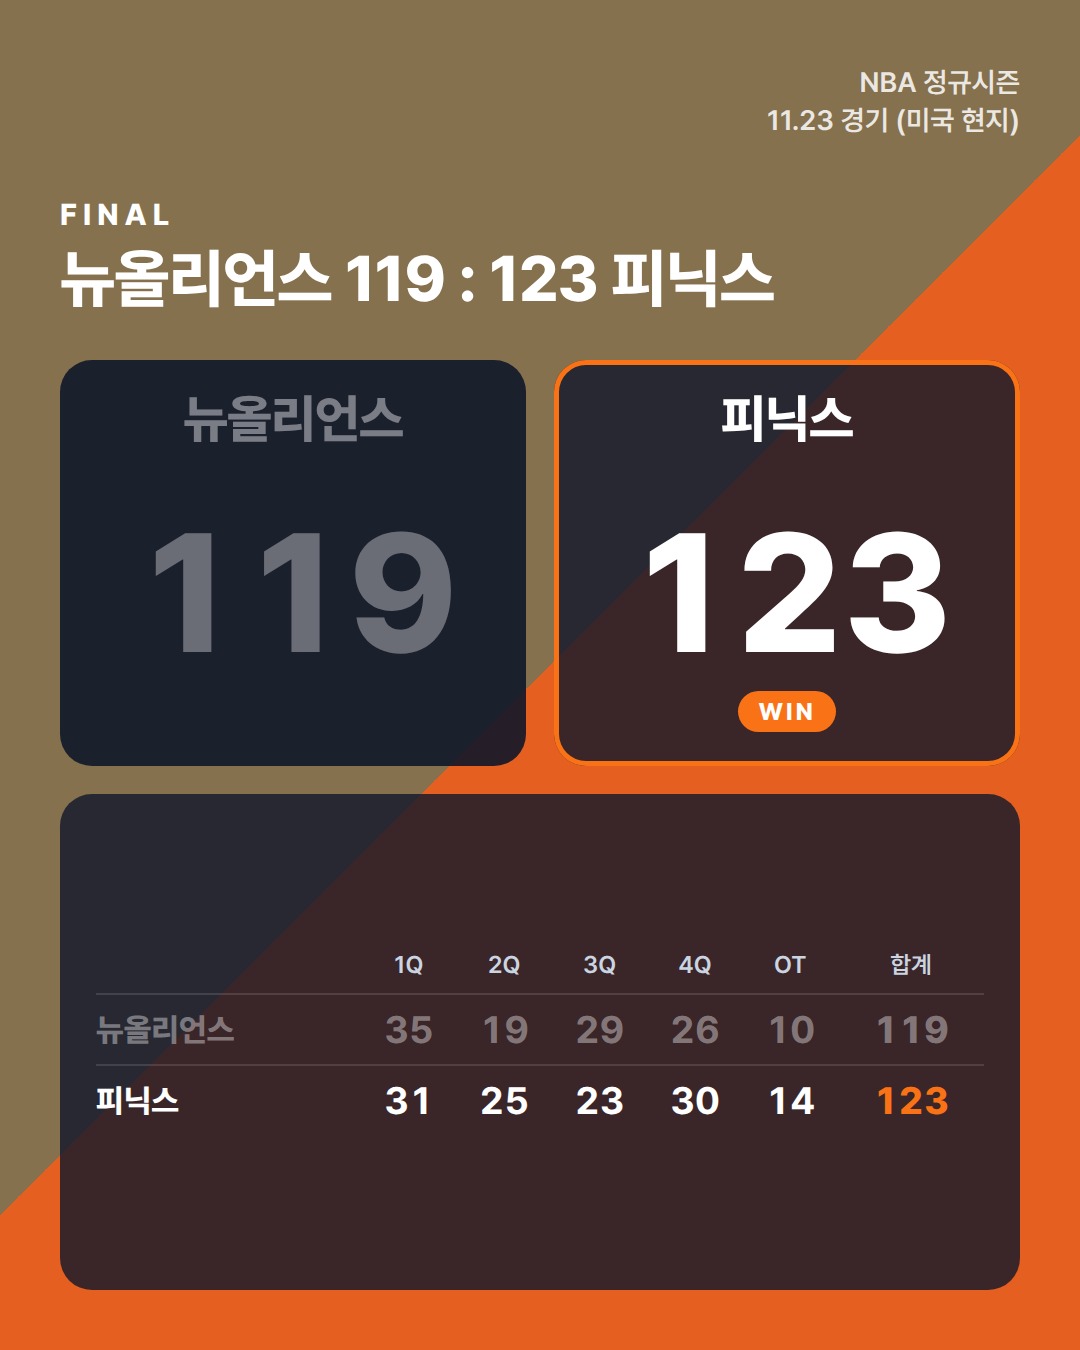 NBA 정규시즌
11.23 경기 (미국 현지)
FINAL
뉴올리언스 119 : 123 피닉스
뉴올리언스
119
피닉스
123
WIN
1Q 2Q 3Q 4Q OT 합계
뉴올리언스 35 19 29 26 10 119
피닉스 31 25 23 30 14 123